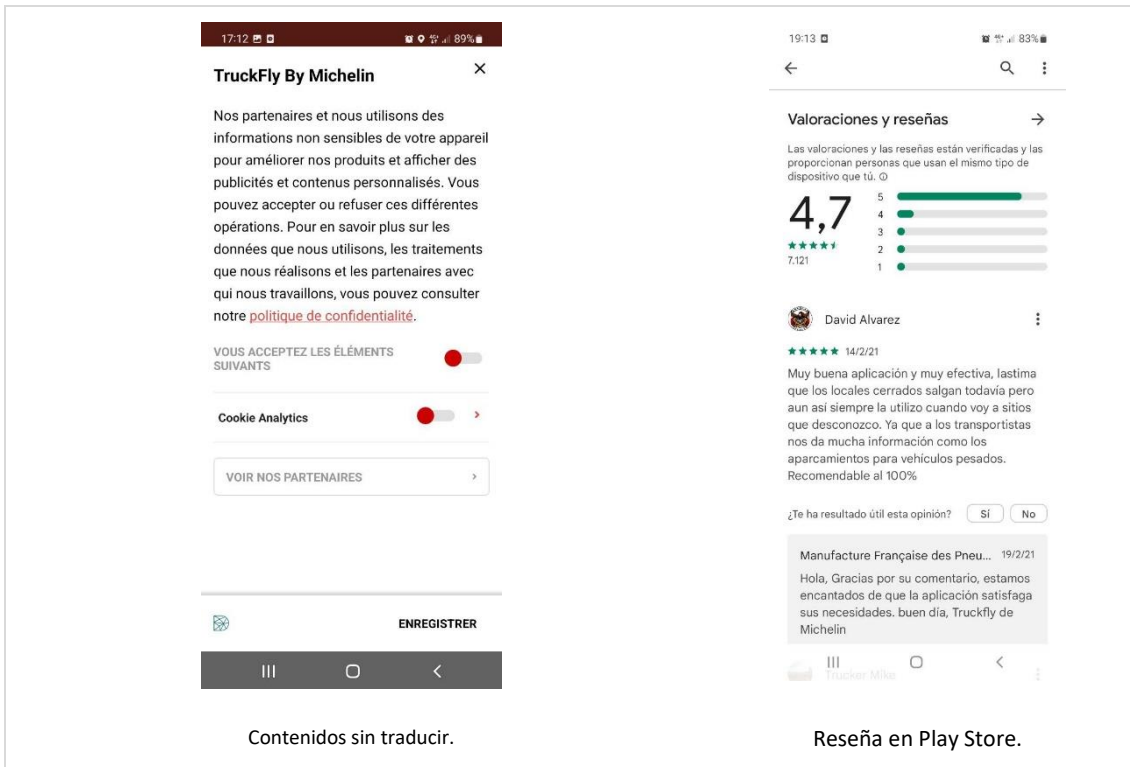 17:12 89%
TruckFly By Michelin
Nos partenaires et nous utilisons des
informations non sensibles de votre appareil
pour améliorer nos produits et afficher des
publicités et contenus personnalisés. Vous
pouvez accepter ou refuser ces différentes
opérations. Pour en savoir plus sur les
données que nous utilisons, les traitements
que nous réalisons et les partenaires avec
qui nous travaillons, vous pouvez consulter
notre politique de confidentialité.
VOUS ACCEPTEZ LES ÉLÉMENTS
SUIVANTS
Cookie Analytics
VOIR NOS PARTENAIRES
ENREGISTRER
Contenidos sin traducir.
19:13 83%
Valoraciones y reseñas
Las valoraciones y las reseñas están verificadas y las
proporcionan personas que usan el mismo tipo de
dispositivo que tú.
4,7
7.121
5
4
3
2
1
David Alvarez
14/2/21
Muy buena aplicación y muy efectiva, lastima
que los locales cerrados salgan todavía pero
aun así siempre la utilizo cuando voy a sitios
que desconozco. Ya que a los transportistas
nos da mucha información como los
aparcamientos para vehículos pesados.
Recomendable al 100%
¿Te ha resultado útil esta opinión? Sí No
Manufacture Française des Pneu... 19/2/21
Hola, Gracias por su comentario, estamos
encantados de que la aplicación satisfaga
sus necesidades. buen día, Truckfly de
Michelin
Trucker Mike
Reseña en Play Store.